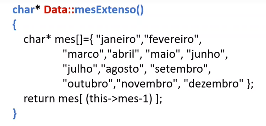 char* Data::mesExtenso()
{
char* mes[]={ "janeiro","fevereiro",
"marco","abril", "maio", "junho",
"julho","agosto", "setembro",
"outubro","novembro", "dezembro" };
return mes[ (this->mes-1) ];
}